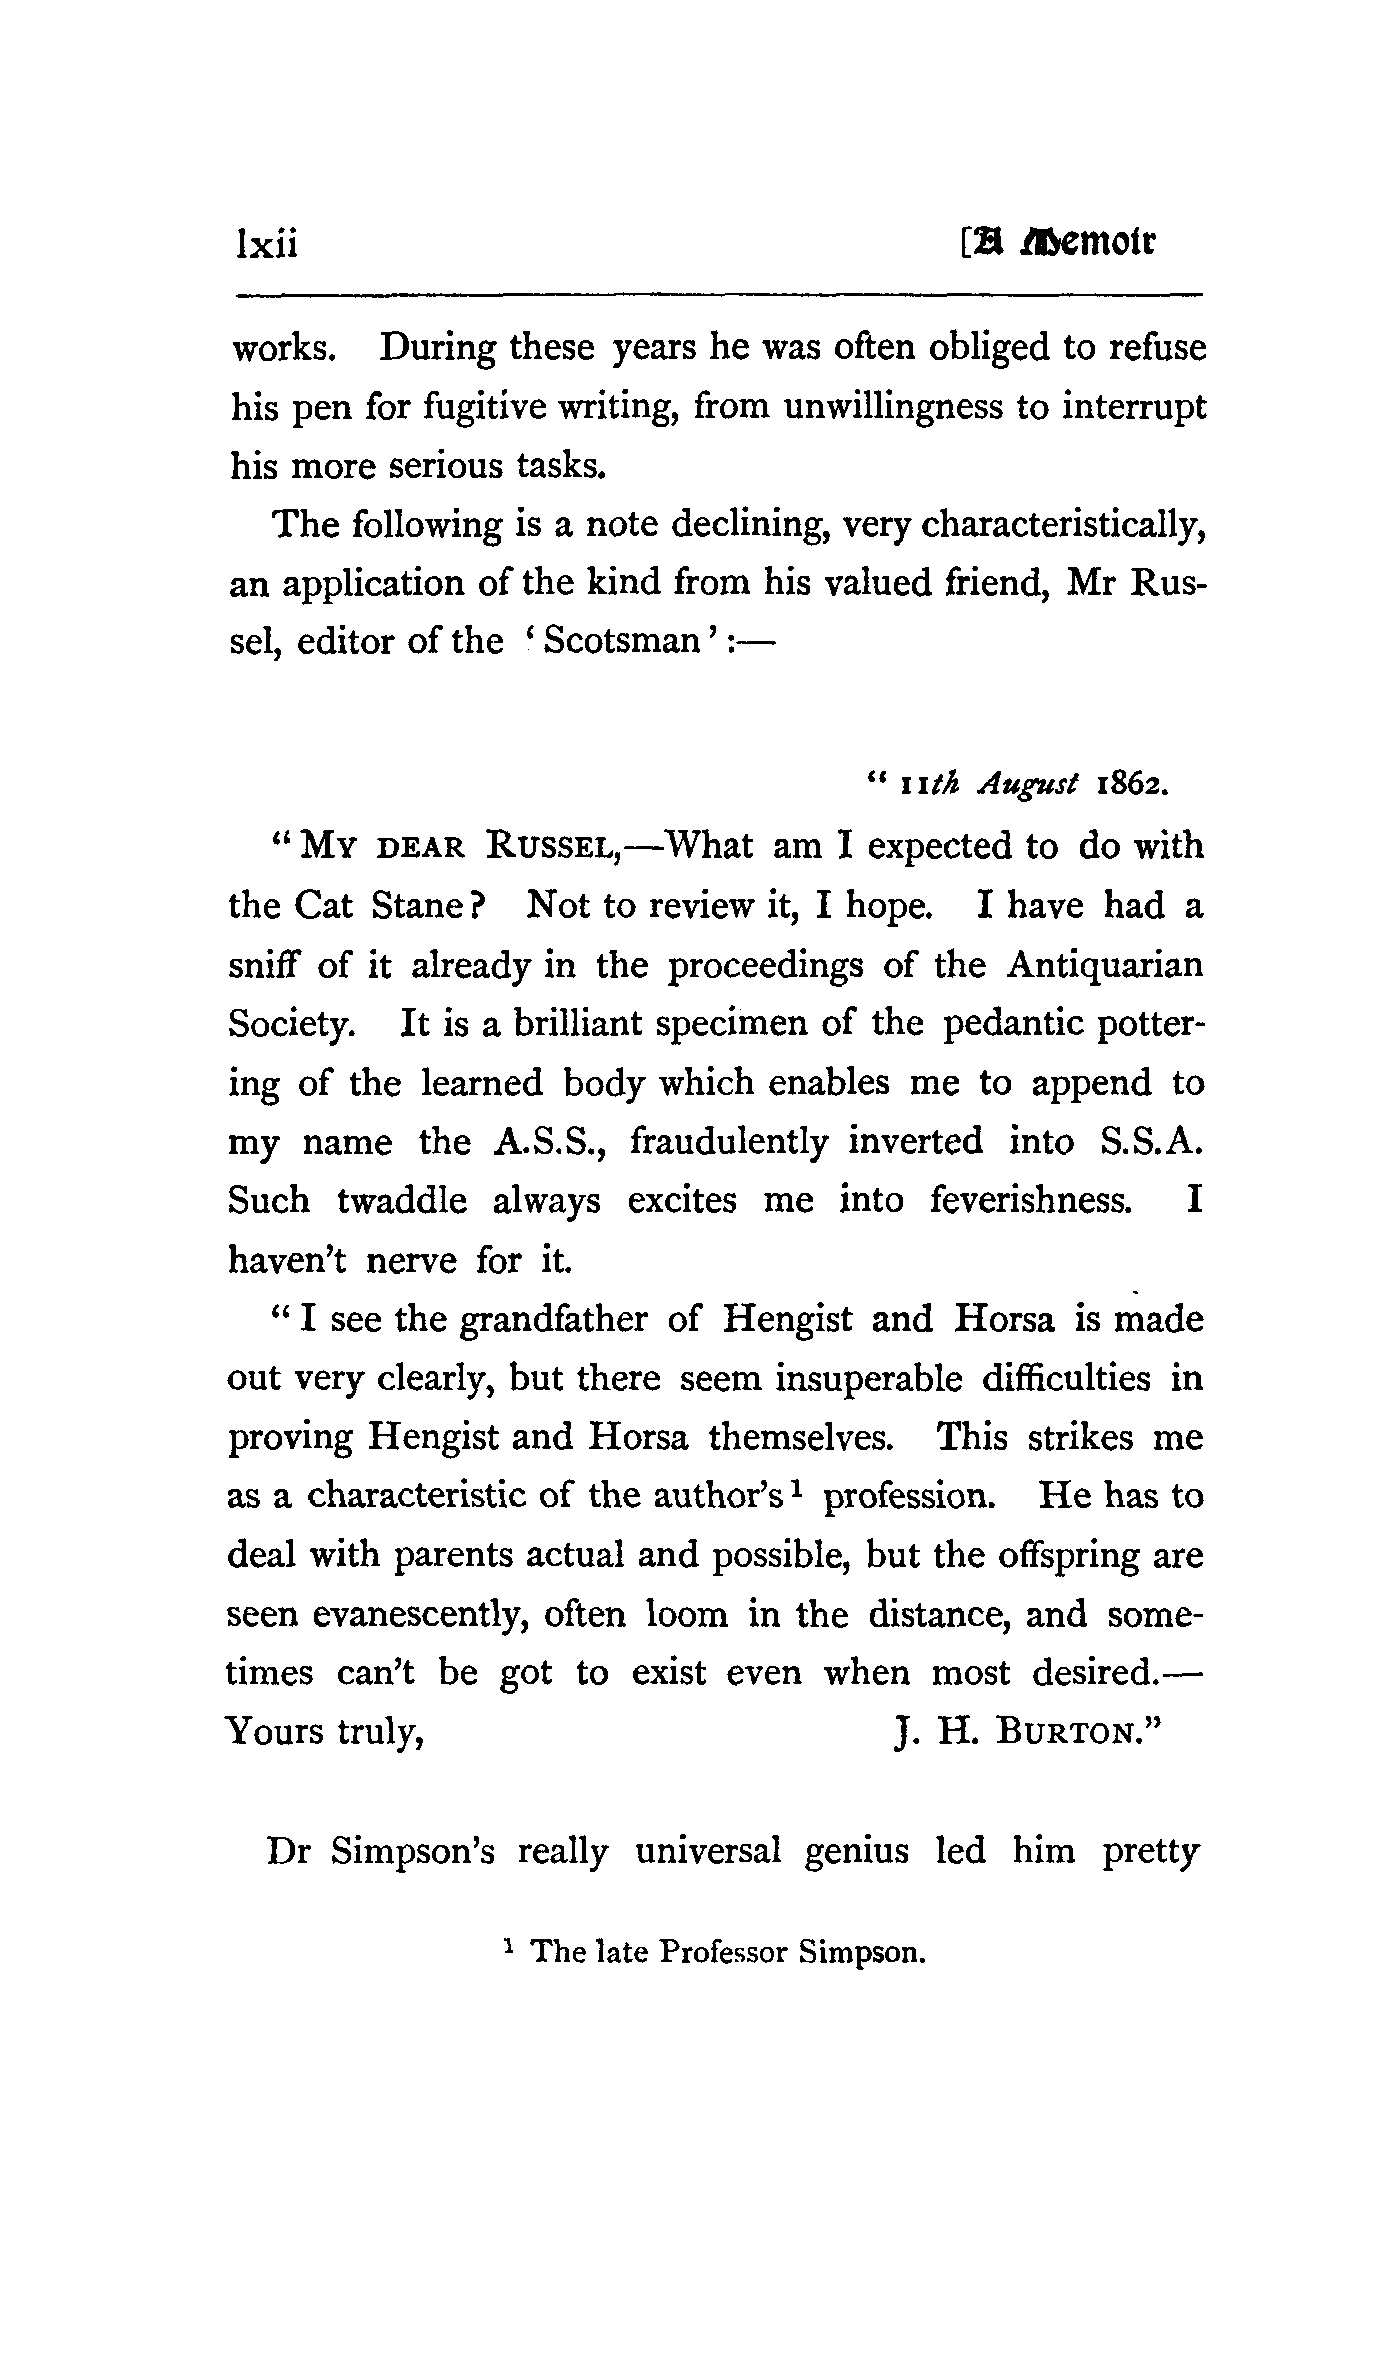 lxii [A Memoir
works. During these years he was often obliged to refuse
his pen for fugitive writing, from unwillingness to interrupt
his more serious tasks.
The following is a note declining, very characteristically,
an application of the kind from his valued friend, Mr Rus-
sel, editor of the ‘Scotsman’:—
“11th August 1862.
“MY DEAR RUSSEL,—What am I expected to do with
the Cat Stane? Not to review it, I hope. I have had a
sniff of it already in the proceedings of the Antiquarian
Society. It is a brilliant specimen of the pedantic potter-
ing of the learned body which enables me to append to
my name the A.S.S., fraudulently inverted into S.S.A.
Such twaddle always excites me into feverishness. I
haven’t nerve for it.
“I see the grandfather of Hengist and Horsa is made
out very clearly, but there seem insuperable difficulties in
proving Hengist and Horsa themselves. This strikes me
as a characteristic of the author’s¹ profession. He has to
deal with parents actual and possible, but the offspring are
seen evanescently, often loom in the distance, and some-
times can’t be got to exist even when most desired.—
Yours truly, J. H. BURTON.”
Dr Simpson’s really universal genius led him pretty
¹ The late Professor Simpson.